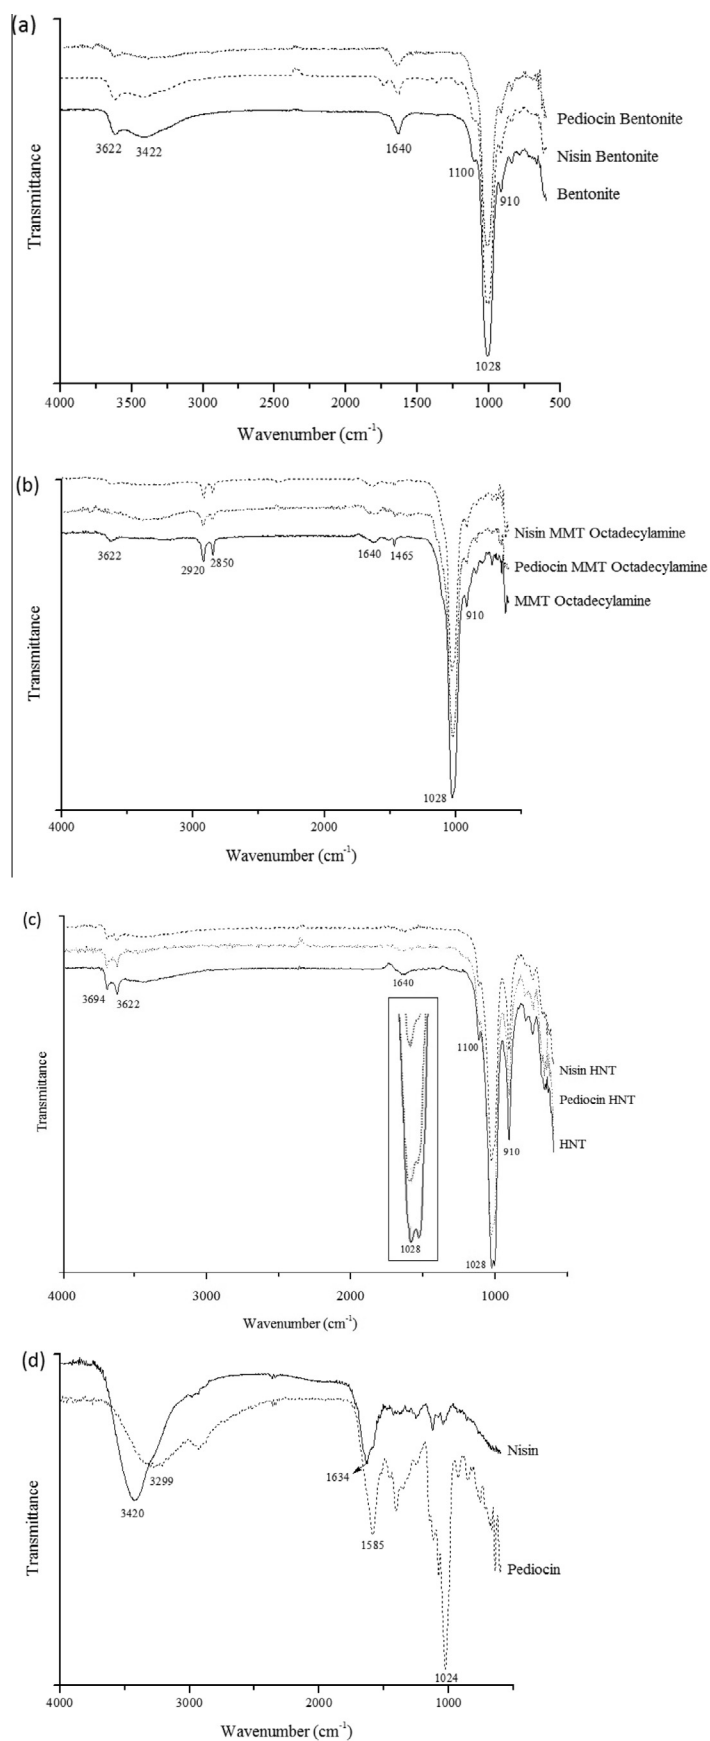 (a)
Transmittance
3622
3422
1640
1100
910
1028
Pediocin Bentonite
Nisin Bentonite
Bentonite
4000 3500 3000 2500 2000 1500 1000 500
Wavenumber (cm-1)
(b)
Transmittance
3622
2920
2850
1640
1465
910
1028
Nisin MMT Octadecylamine
Pediocin MMT Octadecylamine
MMT Octadecylamine
4000 3000 2000 1000
Wavenumber (cm-1)
(c)
Transmittance
3694
3622
1640
1100
910
1028
1028
Nisin HNT
Pediocin HNT
HNT
4000 3000 2000 1000
Wavenumber (cm-1)
(d)
Transmittance
3420
3299
1634
1585
1024
Nisin
Pediocin
4000 3000 2000 1000
Wavenumber (cm-1)